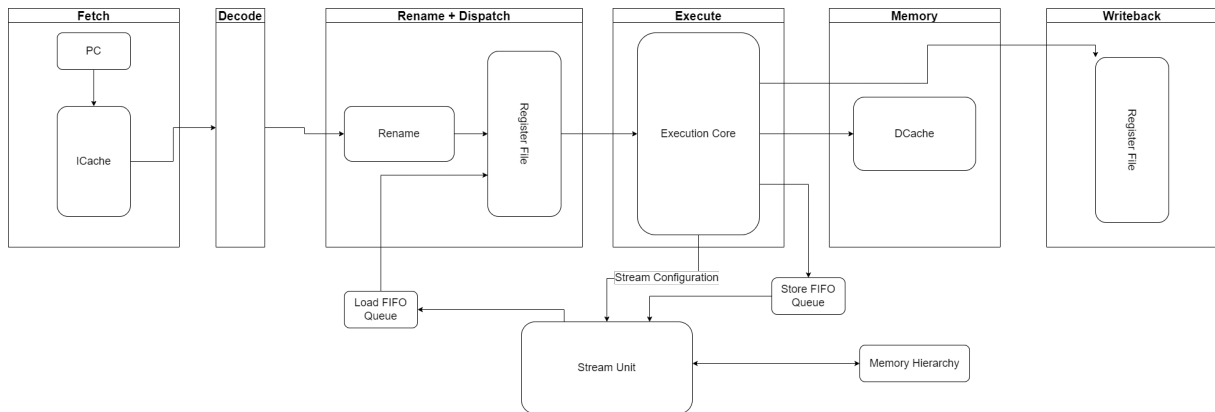 Fetch
Decode
Rename + Dispatch
Execute
Memory
Writeback
PC
ICache
Rename
Register File
Execution Core
DCache
Register File
Stream Configuration
Load FIFO
Queue
Store FIFO
Queue
Stream Unit
Memory Hierarchy